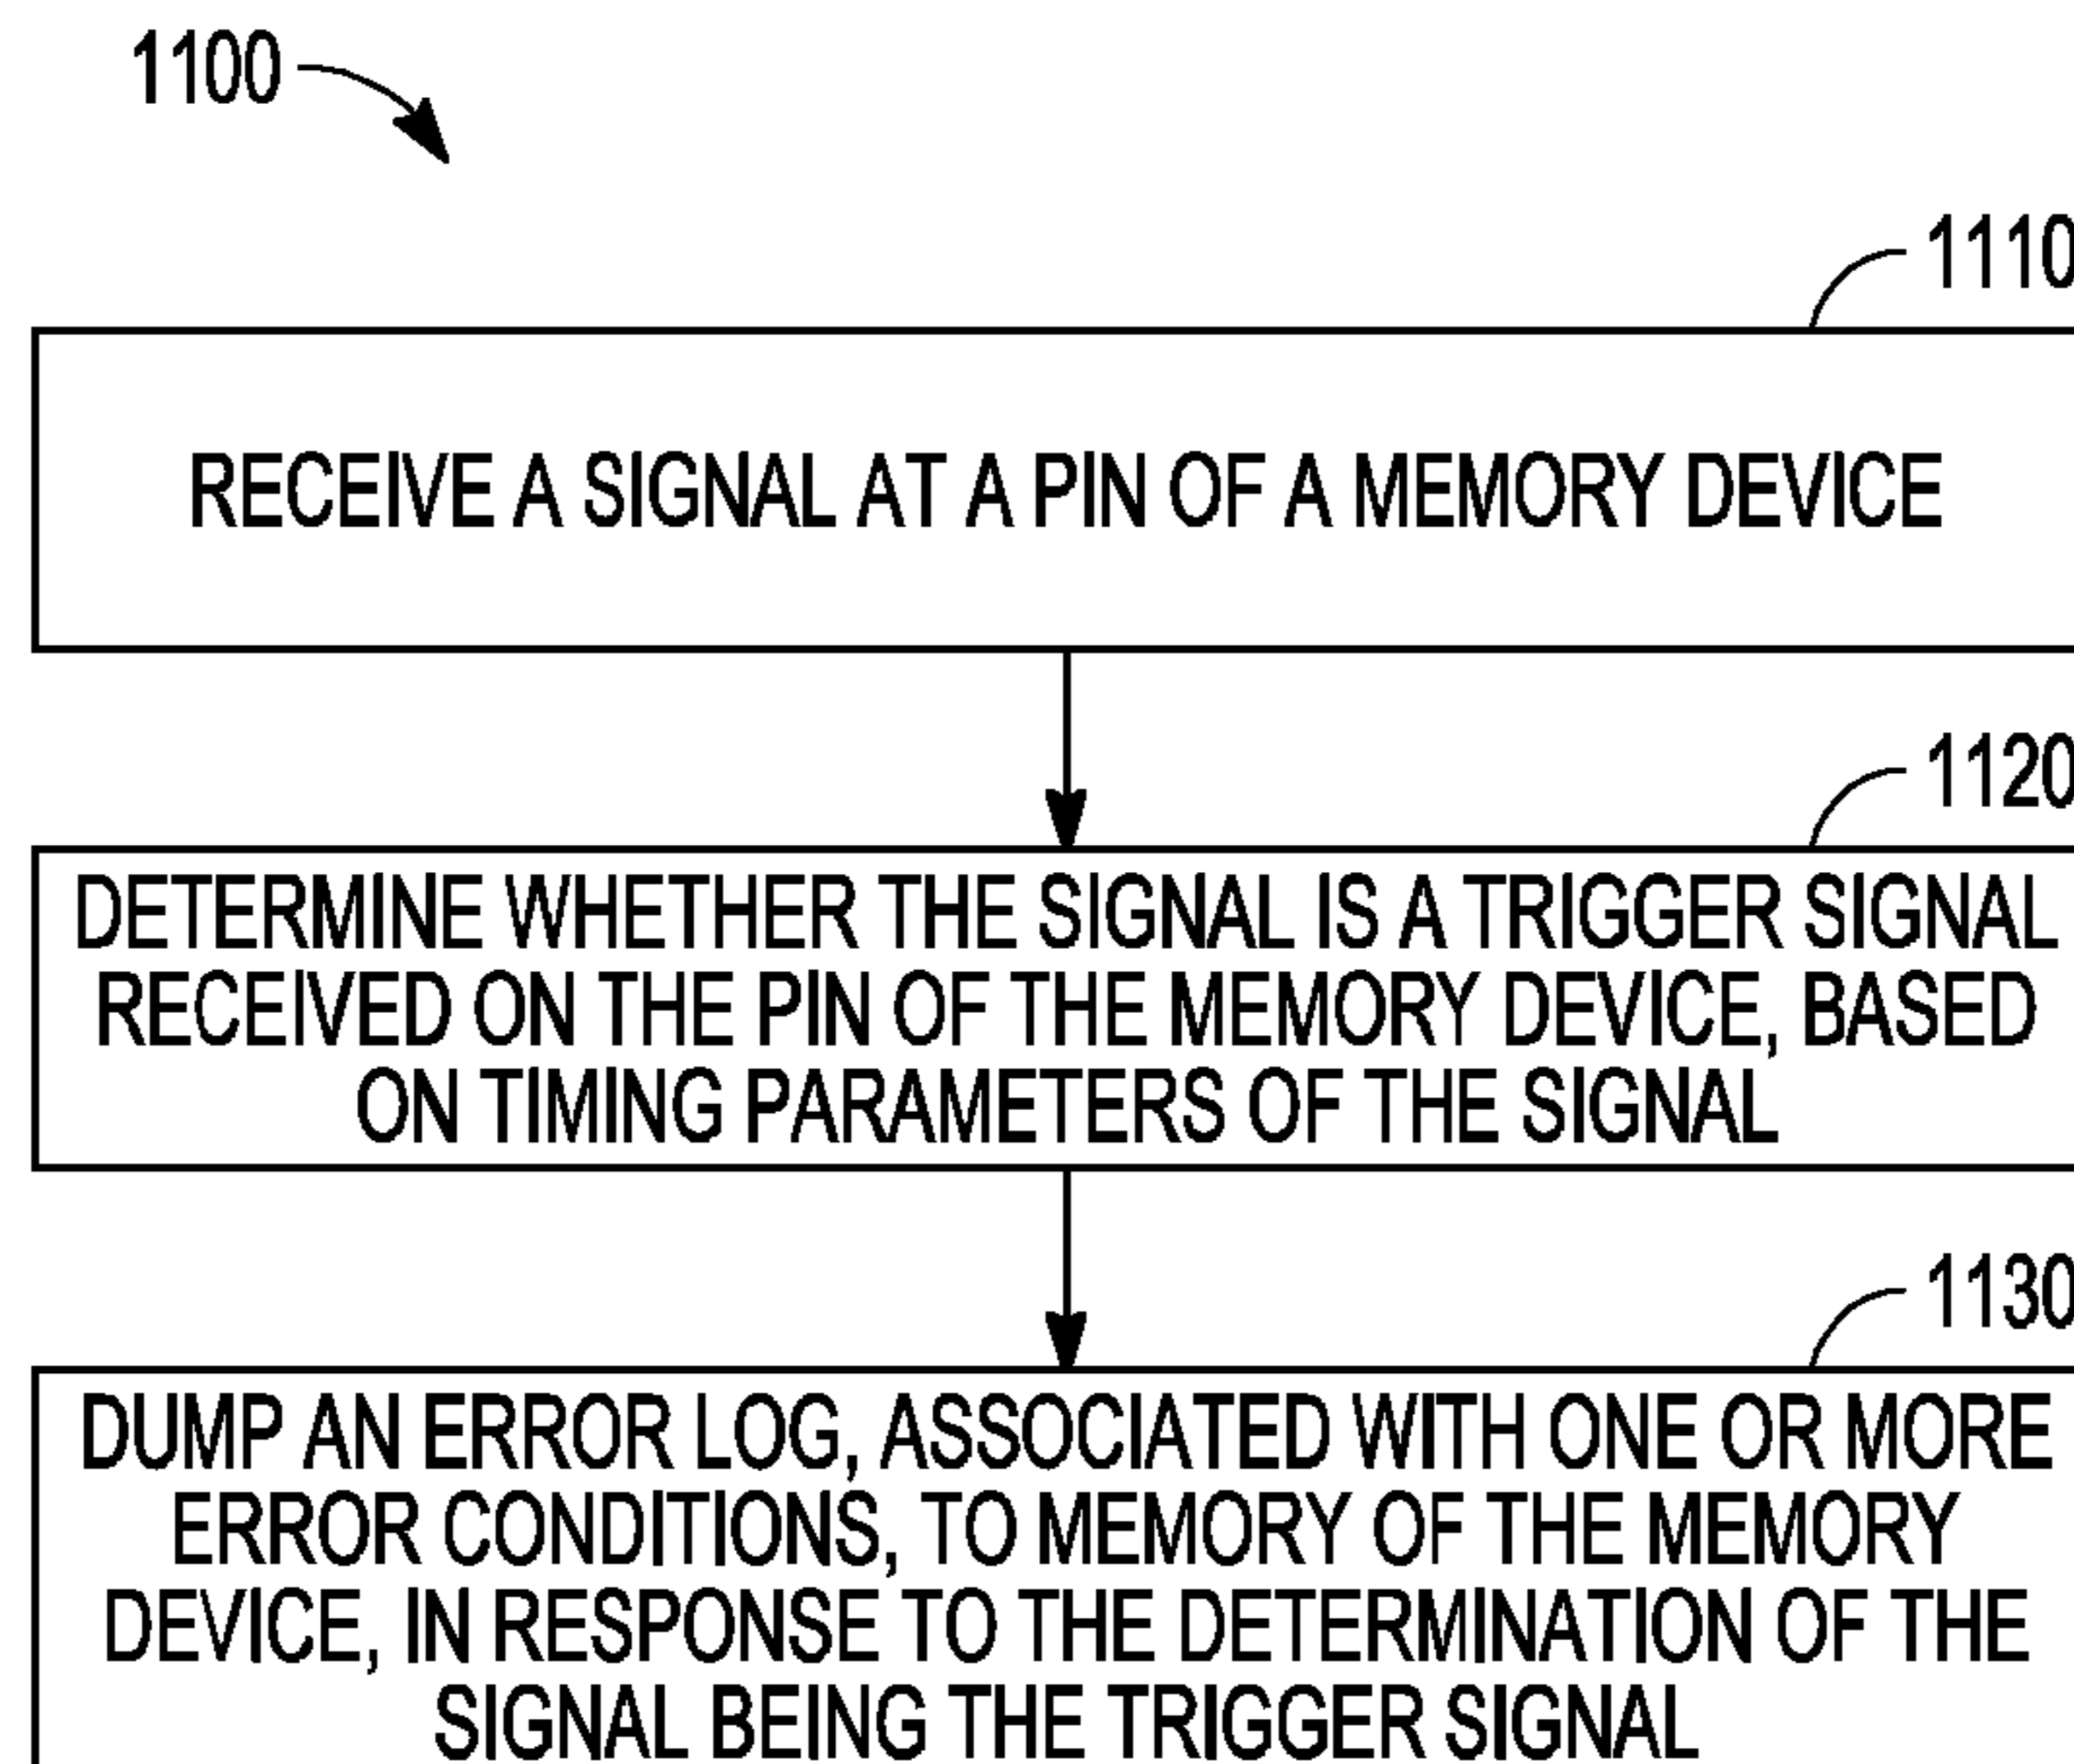 1100
1110
RECEIVE A SIGNAL AT A PIN OF A MEMORY DEVICE
1120
DETERMINE WHETHER THE SIGNAL IS A TRIGGER SIGNAL
RECEIVED ON THE PIN OF THE MEMORY DEVICE, BASED
ON TIMING PARAMETERS OF THE SIGNAL
1130
DUMP AN ERROR LOG, ASSOCIATED WITH ONE OR MORE
ERROR CONDITIONS, TO MEMORY OF THE MEMORY
DEVICE, IN RESPONSE TO THE DETERMINATION OF THE
SIGNAL BEING THE TRIGGER SIGNAL